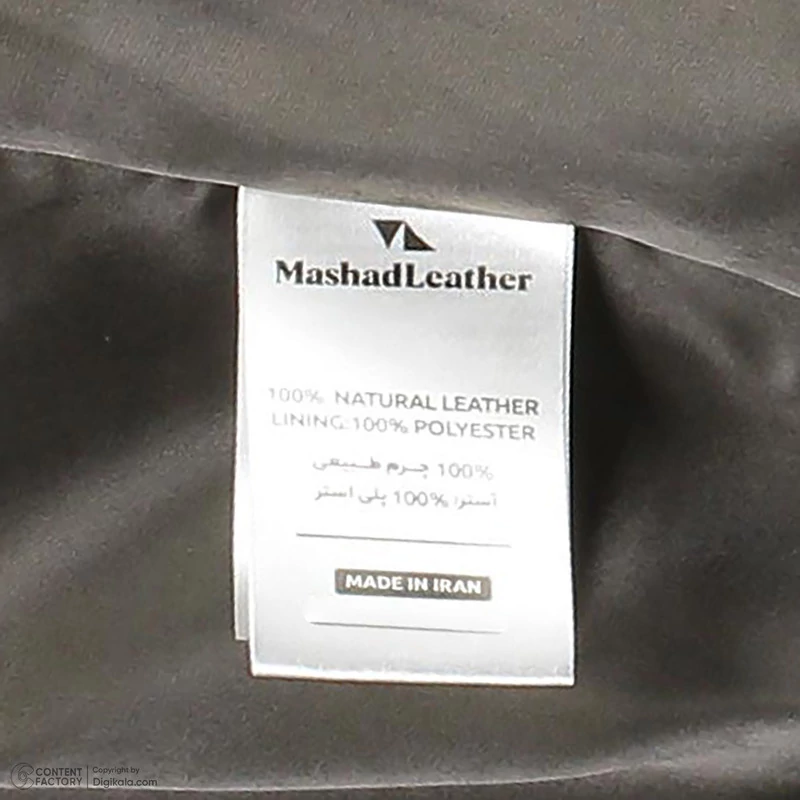 MashadLeather
100% NATURAL LEATHER
LINING:100% POLYESTER
100% چرم طبیعی
آستر: 100% پلی استر
MADE IN IRAN
CONTENT FACTORY
Copyright by
Digikala.com